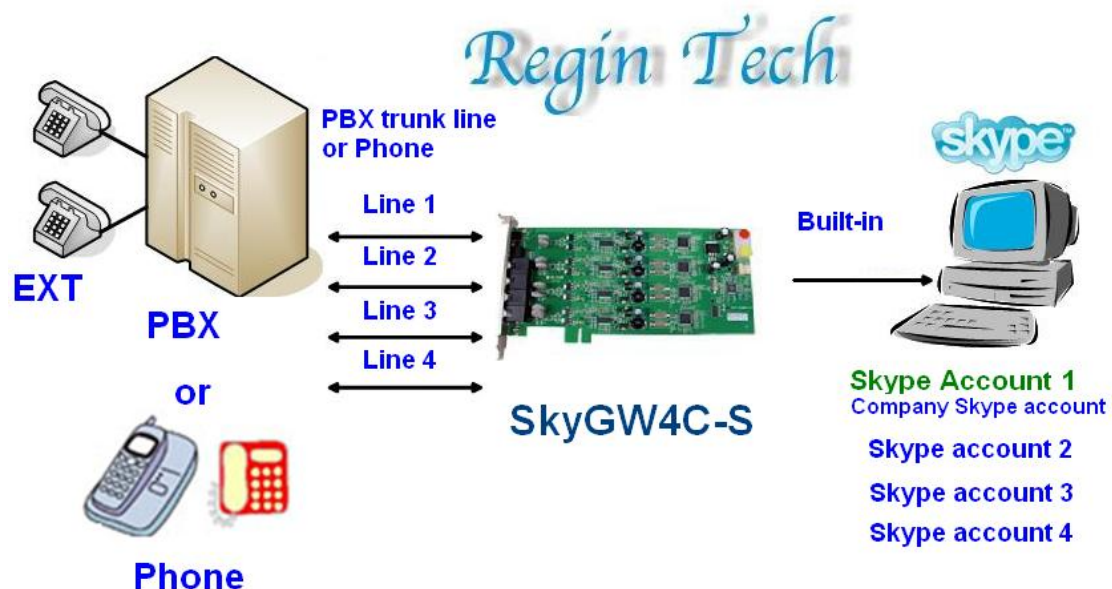 Regin Tech
PBX trunk line
or Phone
skype™
Line 1
Built-in
Line 2
EXT
Line 3
PBX
Line 4
or
SkyGW4C-S
Skype Account 1
Company Skype account
Skype account 2
Skype account 3
Skype account 4
Phone